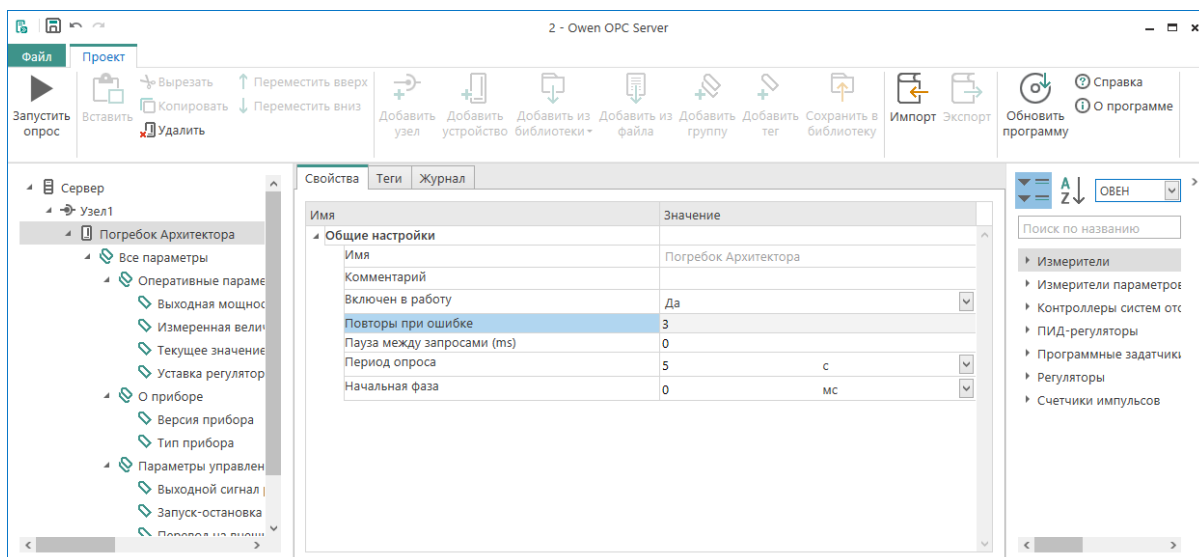 2 - Owen OPC Server
Файл
Проект
Запустить опрос
Вставить
Вырезать
Копировать
Удалить
Переместить вверх
Переместить вниз
Добавить узел
Добавить устройство
Добавить из библиотеки
Добавить из файла
Добавить группу
Добавить тег
Сохранить в библиотеку
Импорт
Экспорт
Обновить программу
Справка
О программе
Сервер
Узел1
Погребок Архитектора
Все параметры
Оперативные параме
Выходная мощнос
Измеренная велич
Текущее значение
Уставка регулятор
О приборе
Версия прибора
Тип прибора
Параметры управлен
Выходной сигнал
Запуск-остановка
Перевод на внеш
Свойства
Теги
Журнал
Имя Значение
Общие настройки
Имя Погребок Архитектора
Комментарий
Включен в работу Да
Повторы при ошибке 3
Пауза между запросами (ms) 0
Период опроса 5 с
Начальная фаза 0 мс
A
Z
ОВЕН
Поиск по названию
Измерители
Измерители параметров
Контроллеры систем ото
ПИД-регуляторы
Программные задатчики
Регуляторы
Счетчики импульсов